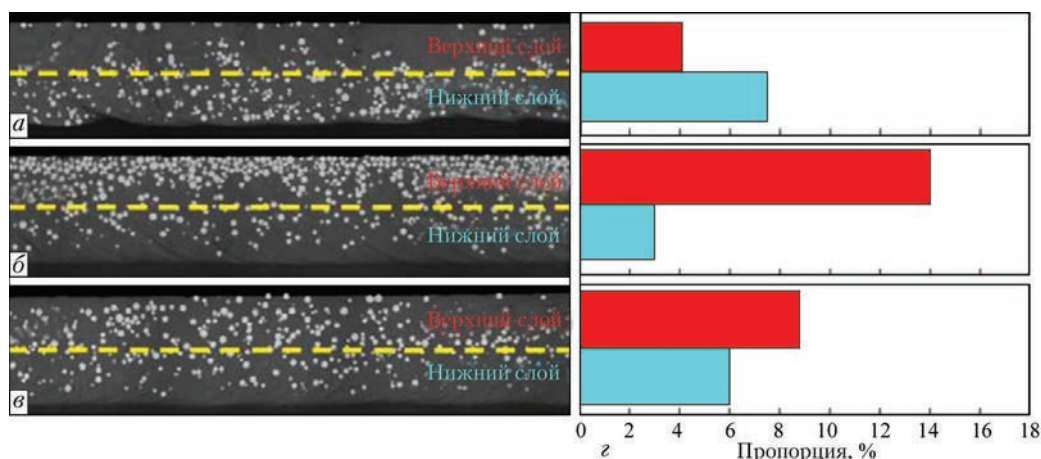 Верхний слой
Нижний слой
а
Верхний слой
Нижний слой
б
Верхний слой
Нижний слой
в
0 2 4 6 8 10 12 14 16 18
г Пропорция, %